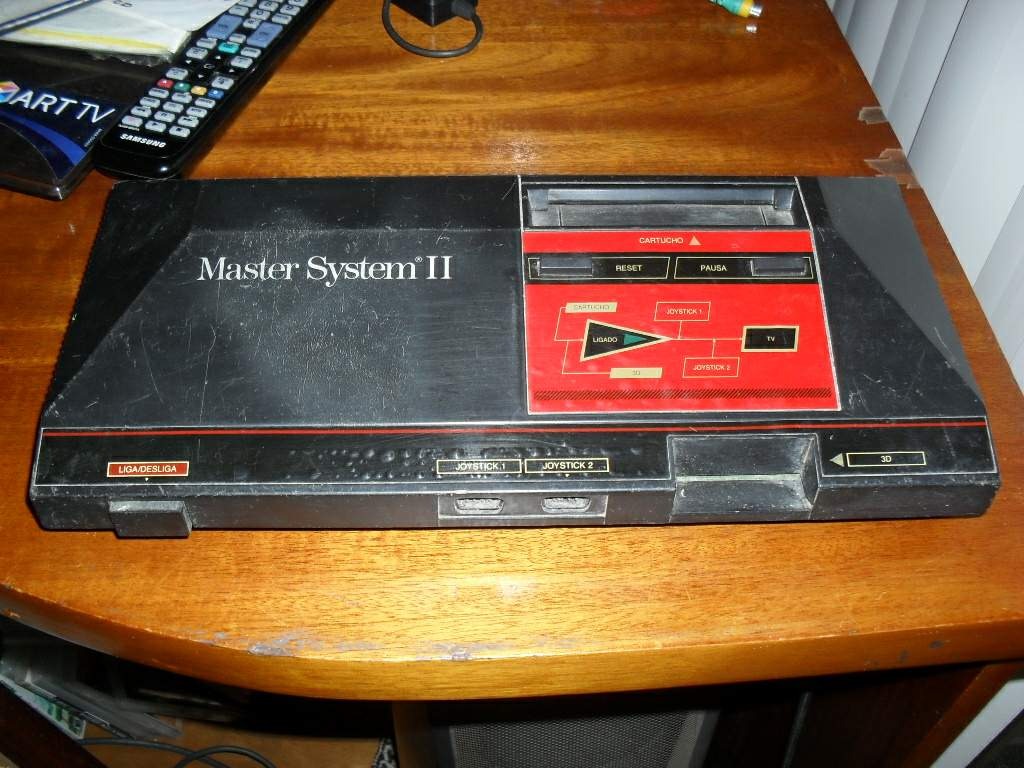 CD
ART TV
SAMSUNG
CARTUCHO
RESET
PAUSA
Master System® II
CARTUCHO
JOYSTICK 1
LIGADO
TV
3D
JOYSTICK 2
LIGA/DESLIGA
JOYSTICK 1
JOYSTICK 2
3D